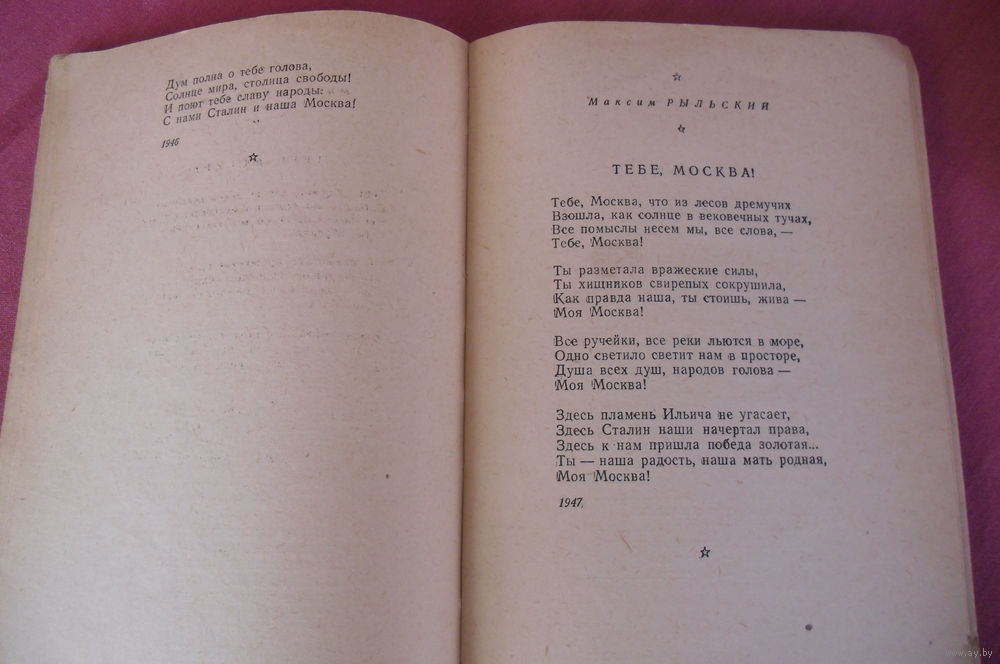 Дум полна о тебе голова,
Солнце мира, столица свободы!
И поют тебе славу народы:
С нами Сталин и наша Москва!
1946
Максим РЫЛЬСКИЙ
ТЕБЕ, МОСКВА!
Тебе, Москва, что из лесов дремучих
Взошла, как солнце в вековечных тучах,
Все помыслы несем мы, все слова, —
Тебе, Москва!
Ты разметала вражеские силы,
Ты хищников свирепых сокрушила,
Как правда наша, ты стоишь, жива —
Моя Москва!
Все ручейки, все реки льются в море,
Одно светило светит нам в просторе,
Душа всех душ, народов голова —
Моя Москва!
Здесь пламень Ильича не угасает,
Здесь Сталин наши начертал права,
Здесь к нам пришла победа золотая...
Ты — наша радость, наша мать родная,
Моя Москва!
1947.
www.ay.by